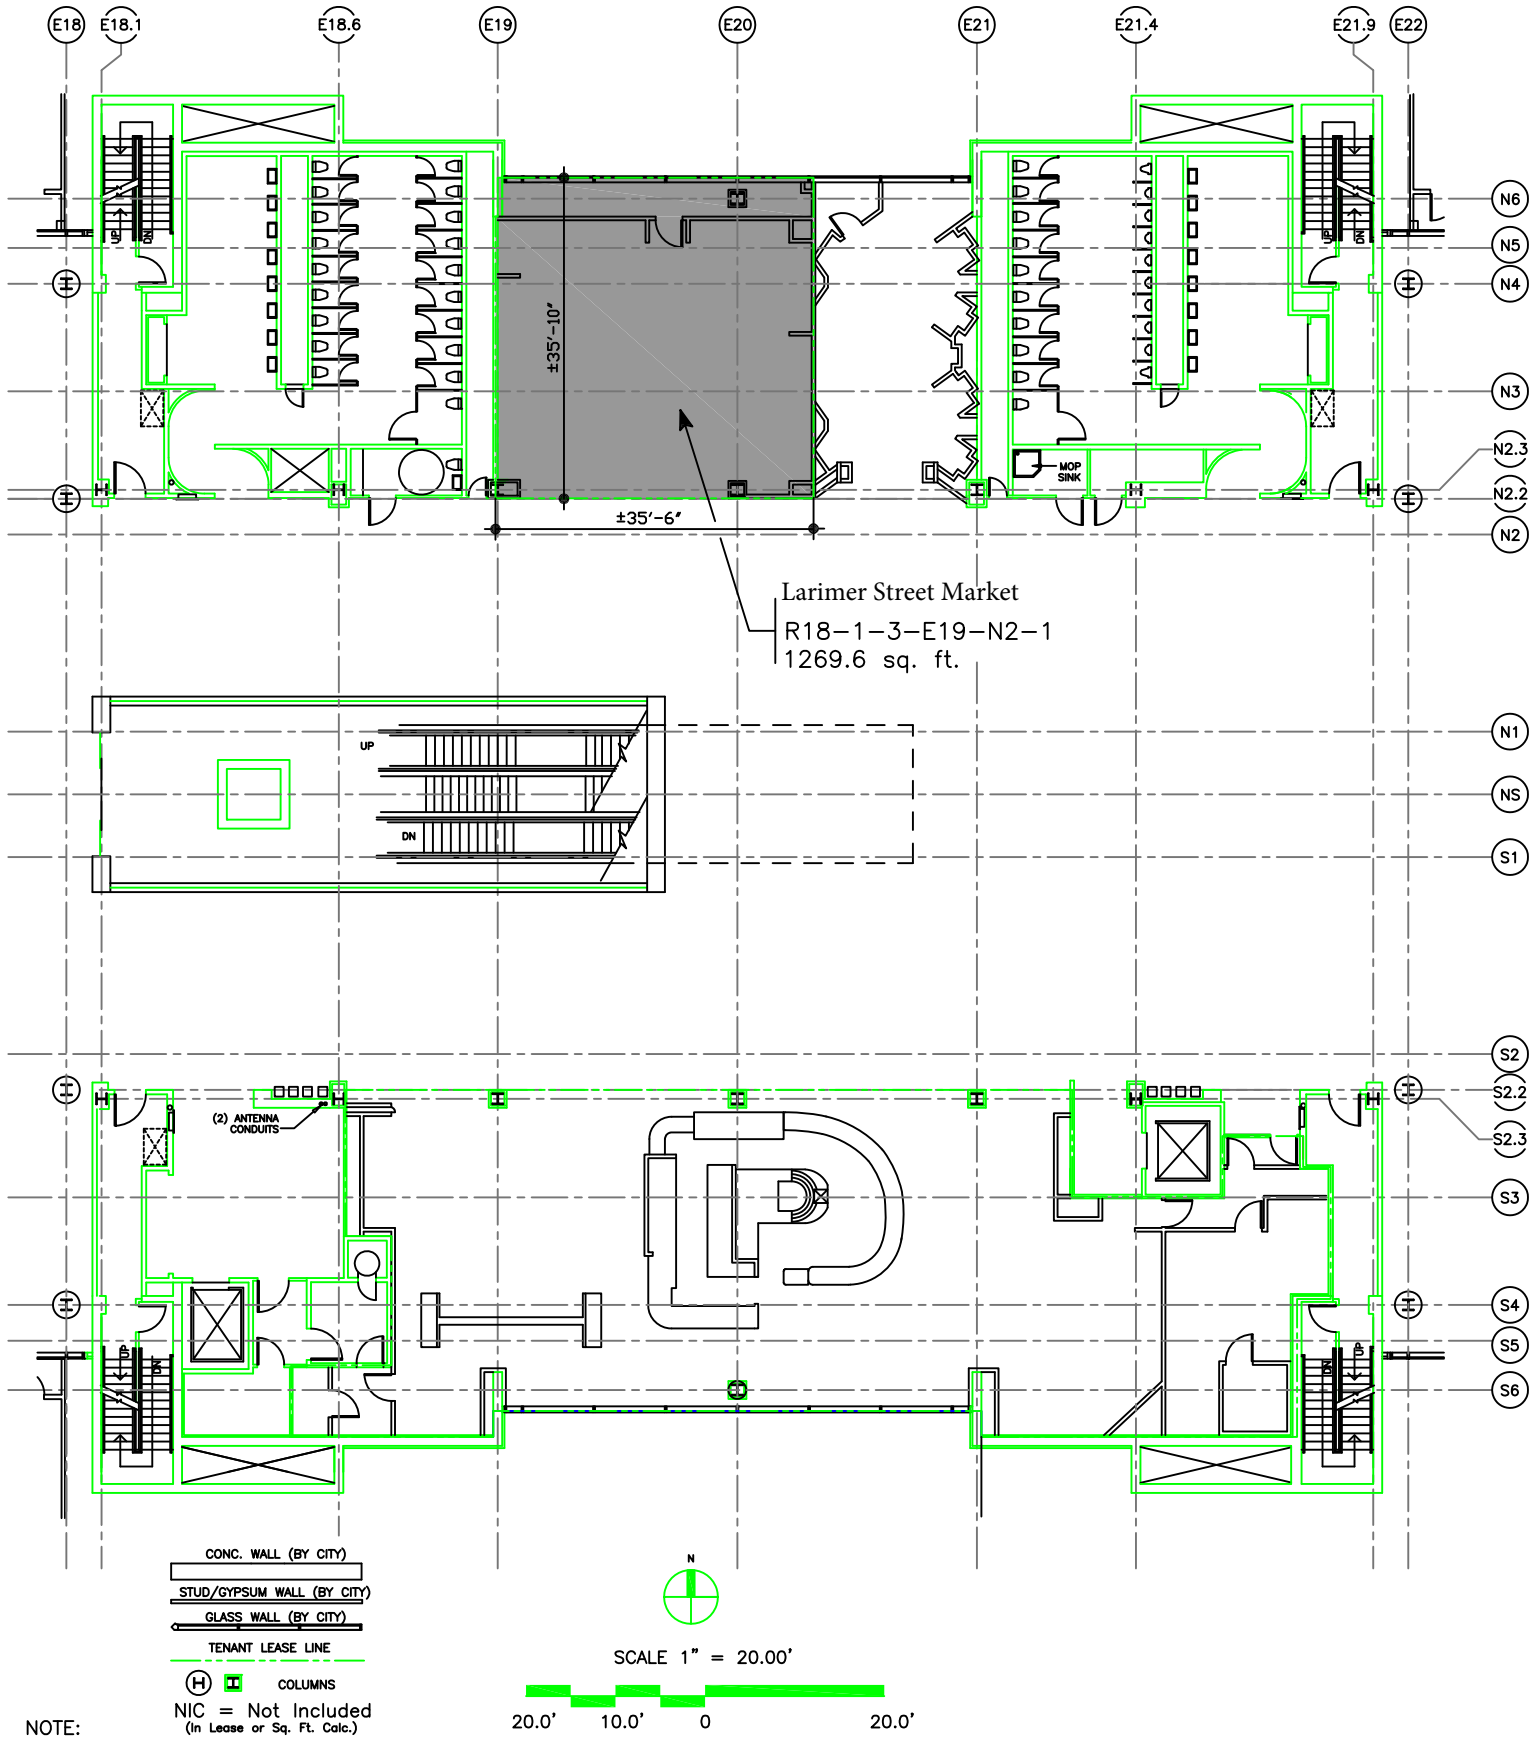 E18
E18.1
E18.6
E19
E20
E21
E21.4
E21.9
E22
N6
N5
N4
N3
N2.3
N2.2
N2
UP
DN
UP
DN
±35'-10"
±35'-6"
MOP
SINK
Larimer Street Market
R18-1-3-E19-N2-1
1269.6 sq. ft.
N1
NS
S1
UP
DN
S2
S2.2
S2.3
S3
S4
S5
S6
(2) ANTENNA
CONDUITS
UP
DN
DN
UP
CONC. WALL (BY CITY)
STUD/GYPSUM WALL (BY CITY)
GLASS WALL (BY CITY)
TENANT LEASE LINE
COLUMNS
NIC = Not Included
(In Lease or Sq. Ft. Calc.)
NOTE:
N
SCALE 1" = 20.00'
20.0' 10.0' 0 20.0'